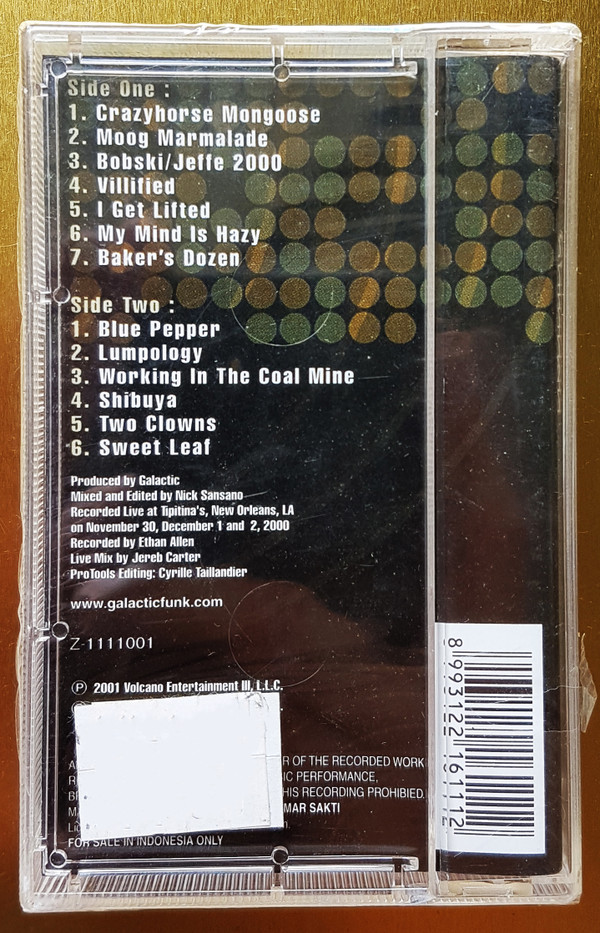 Side One :
1. Crazyhorse Mongoose
2. Moog Marmalade
3. Bobski/Jeffe 2000
4. Villified
5. I Get Lifted
6. My Mind Is Hazy
7. Baker's Dozen
Side Two :
1. Blue Pepper
2. Lumpology
3. Working In The Coal Mine
4. Shibuya
5. Two Clowns
6. Sweet Leaf
Produced by Galactic
Mixed and Edited by Nick Sansano
Recorded Live at Tipitina's, New Orleans, LA
on November 30, December 1 and 2, 2000
Recorded by Ethan Allen
Live Mix by Jereb Carter
ProTools Editing: Cyrille Taillandier
www.galacticfunk.com
Z-1111001
℗ 2001 Volcano Entertainment III, L.L.C.
OF THE RECORDED WORK
PERFORMANCE,
THIS RECORDING PROHIBITED.
SAKTI
FOR SALE IN INDONESIA ONLY
8 993122 161112